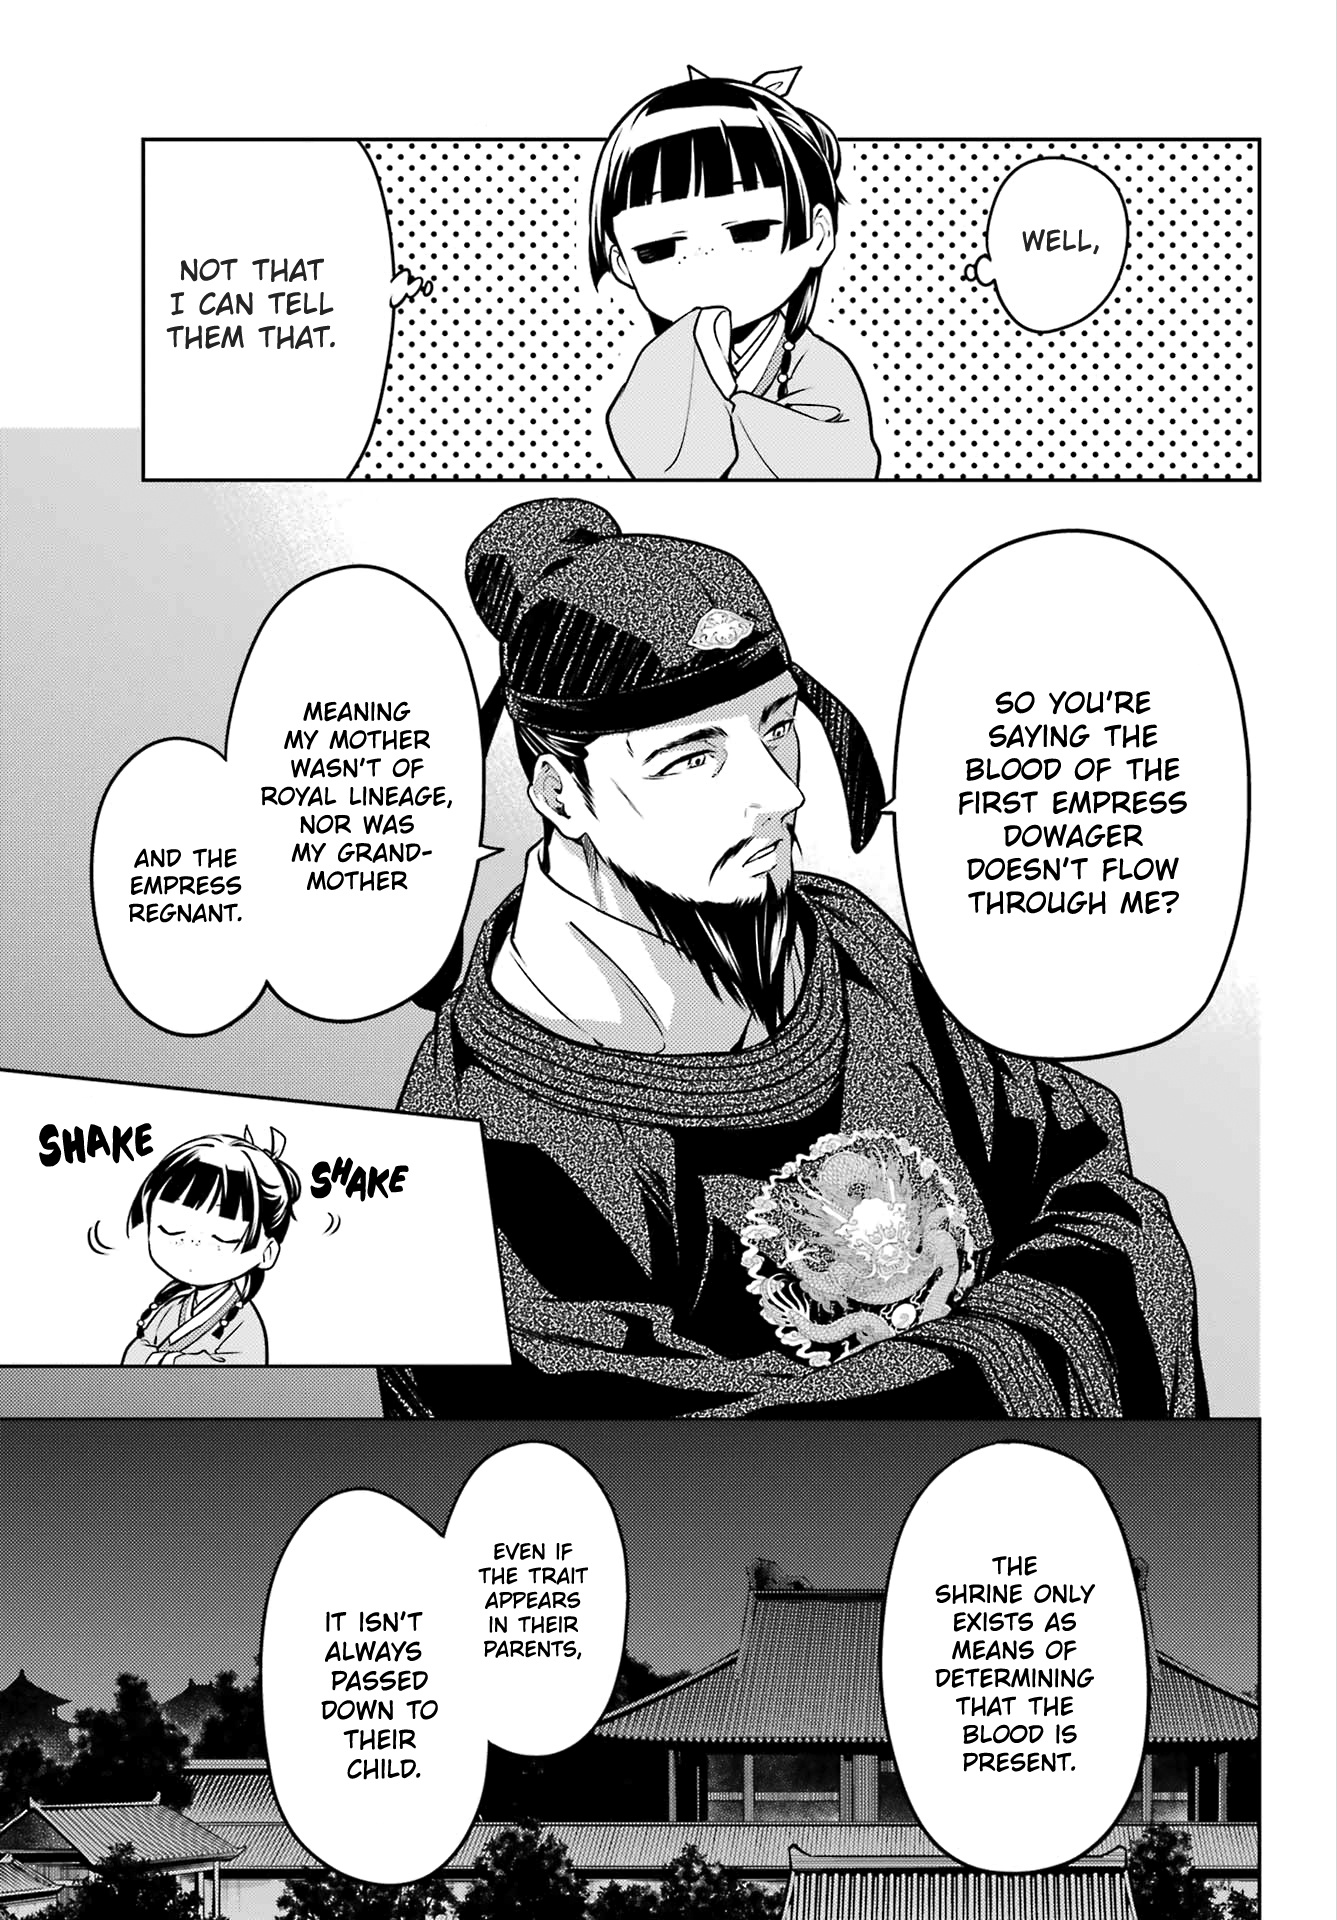 WELL,
NOT THAT
I CAN TELL
THEM THAT.
SO YOU'RE
SAYING THE
BLOOD OF THE
FIRST EMPRESS
DOWAGER
DOESN'T FLOW
THROUGH ME?
MEANING
MY MOTHER
WASN'T OF
ROYAL LINEAGE,
NOR WAS
MY GRAND-
MOTHER
AND THE
EMPRESS
REGNANT.
SHAKE
SHAKE
THE
SHRINE ONLY
EXISTS AS
MEANS OF
DETERMINING
THAT THE
BLOOD IS
PRESENT.
EVEN IF
THE TRAIT
APPEARS
IN THEIR
PARENTS,
IT ISN'T
ALWAYS
PASSED
DOWN TO
THEIR
CHILD.